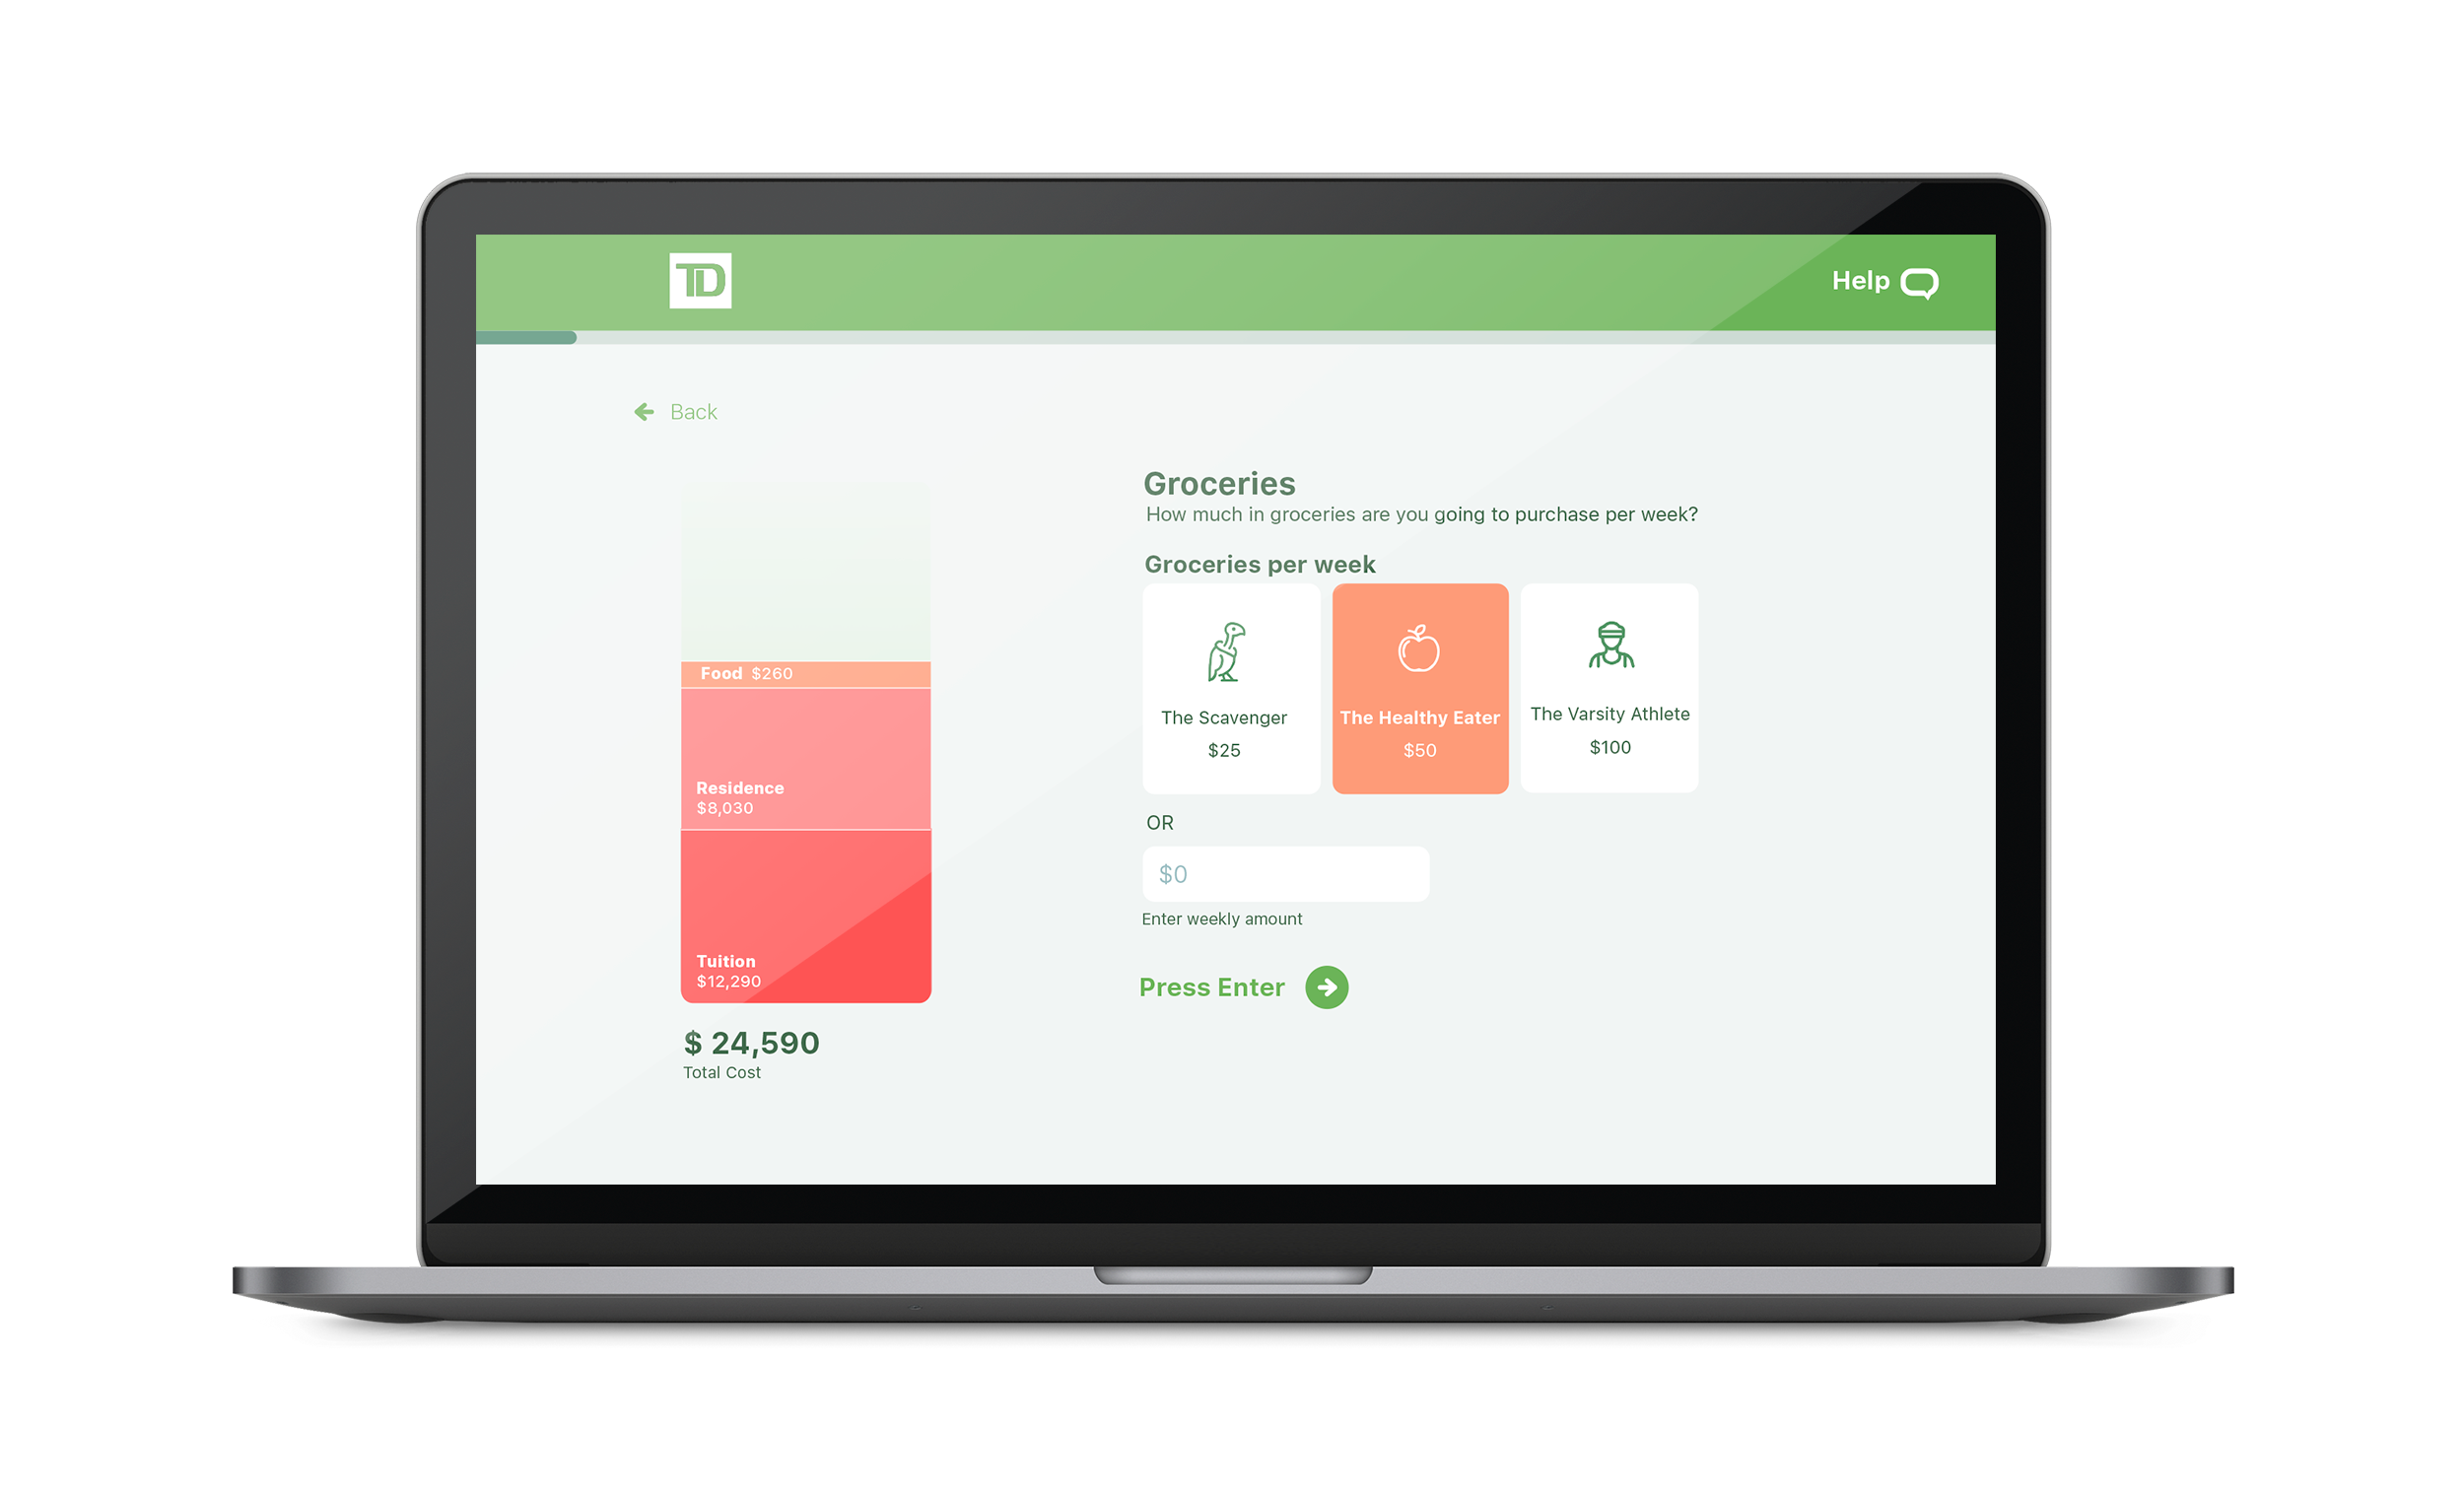 TD
Help
Back
Groceries
How much in groceries are you going to purchase per week?
Groceries per week
The Scavenger
$25
The Healthy Eater
$50
The Varsity Athlete
$100
OR
$0
Enter weekly amount
Press Enter
Food $260
Residence
$8,030
Tuition
$12,290
$ 24,590
Total Cost